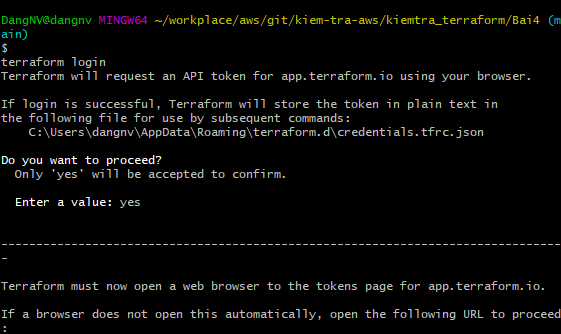 DangNV@dangnv MINGW64 ~/workplace/aws/git/kiem-tra-aws/kiemtra_terraform/Bai4 (m
ain)
$
terraform login
Terraform will request an API token for app.terraform.io using your browser.
If login is successful, Terraform will store the token in plain text in
the following file for use by subsequent commands:
C:\Users\dangnv\AppData\Roaming\terraform.d\credentials.tfrc.json
Do you want to proceed?
Only 'yes' will be accepted to confirm.
Enter a value: yes
--------------------------------------------------------------------------------
-
Terraform must now open a web browser to the tokens page for app.terraform.io.
If a browser does not open this automatically, open the following URL to proceed
: